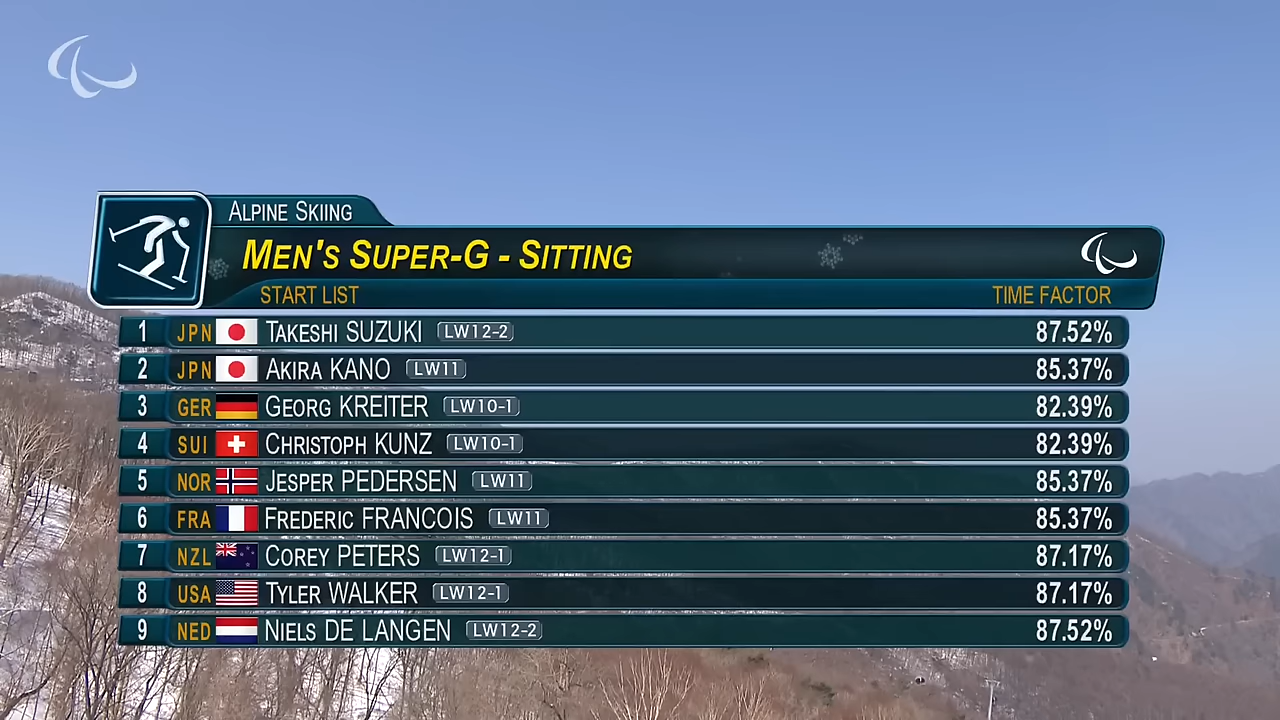 ALPINE SKIING
MEN'S SUPER-G - SITTING
START LIST TIME FACTOR
1 JPN TAKESHI SUZUKI LW12-2 87.52%
2 JPN AKIRA KANO LW11 85.37%
3 GER GEORG KREITER LW10-1 82.39%
4 SUI CHRISTOPH KUNZ LW10-1 82.39%
5 NOR JESPER PEDERSEN LW11 85.37%
6 FRA FREDERIC FRANCOIS LW11 85.37%
7 NZL COREY PETERS LW12-1 87.17%
8 USA TYLER WALKER LW12-1 87.17%
9 NED NIELS DE LANGEN LW12-2 87.52%